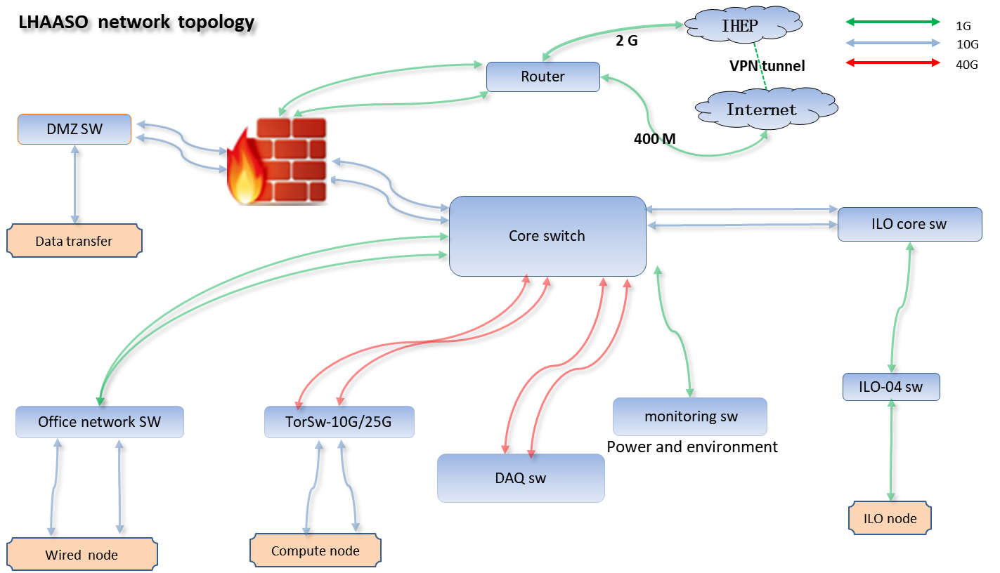 LHAASO network topology
IHEP
1G
10G
40G
2 G
VPN tunnel
Router
Internet
DMZ SW
400 M
Core switch
ILO core sw
Data transfer
ILO-04 sw
Office network SW
TorSw-10G/25G
monitoring sw
Power and environment
DAQ sw
ILO node
Wired node
Compute node